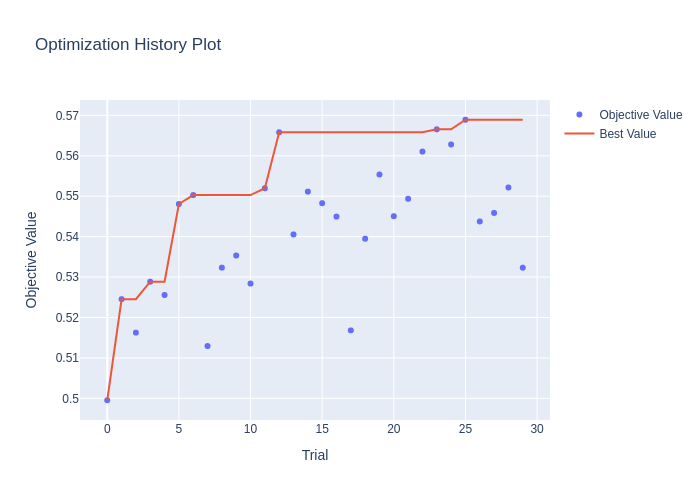 Optimization History Plot
Objective Value
Best Value
0.57
0.56
0.55
0.54
0.53
0.52
0.51
0.5
Objective Value
0 5 10 15 20 25 30
Trial